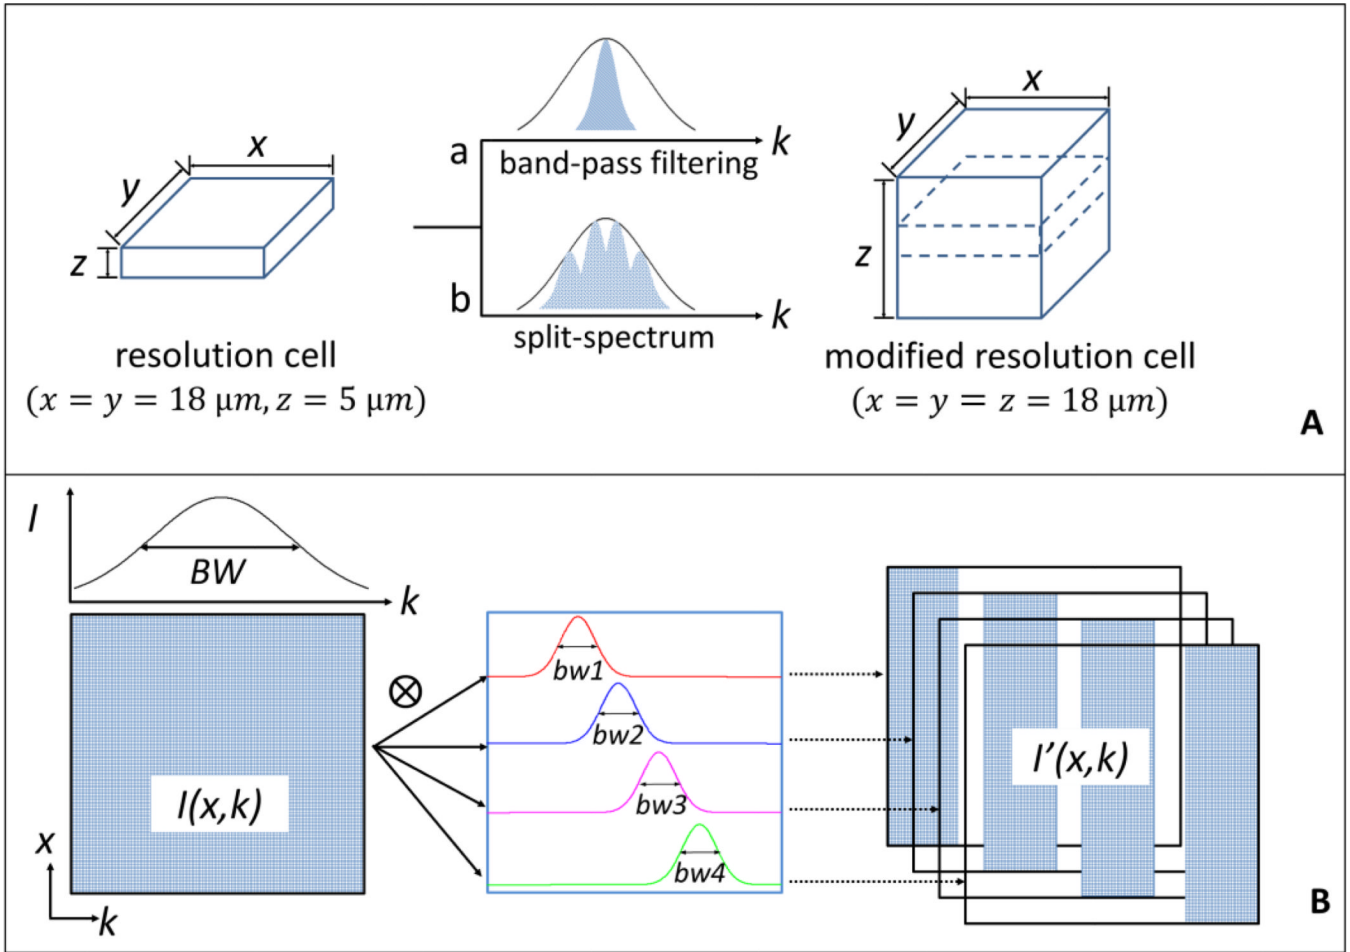 x
y
z
resolution cell
(x = y = 18 μm, z = 5 μm)
a
k
band-pass filtering
b
k
split-spectrum
x
y
z
modified resolution cell
(x = y = z = 18 μm)
A
I
BW
k
I(x,k)
x
k
⊗
bw1
bw2
bw3
bw4
I’(x,k)
B